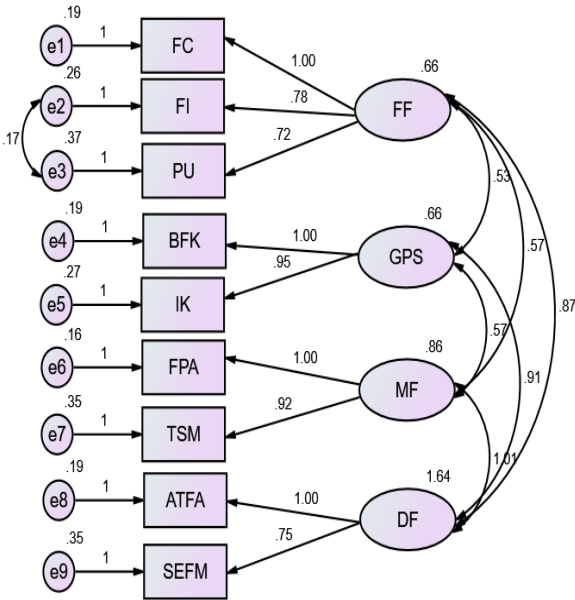 .19
e1 1 FC
1.00
.66
.26
e2 1 FI
.78
FF
.17
.72
.37
e3 1 PU
.53
.19
e4 1 BFK
1.00
.66
GPS
.57
.95
.27
e5 1 IK
.87
.57
.16
e6 1 FPA
1.00
.86
MF
.91
.92
.35
e7 1 TSM
1.01
.19
e8 1 ATFA
1.00
1.64
DF
.75
.35
e9 1 SEFM